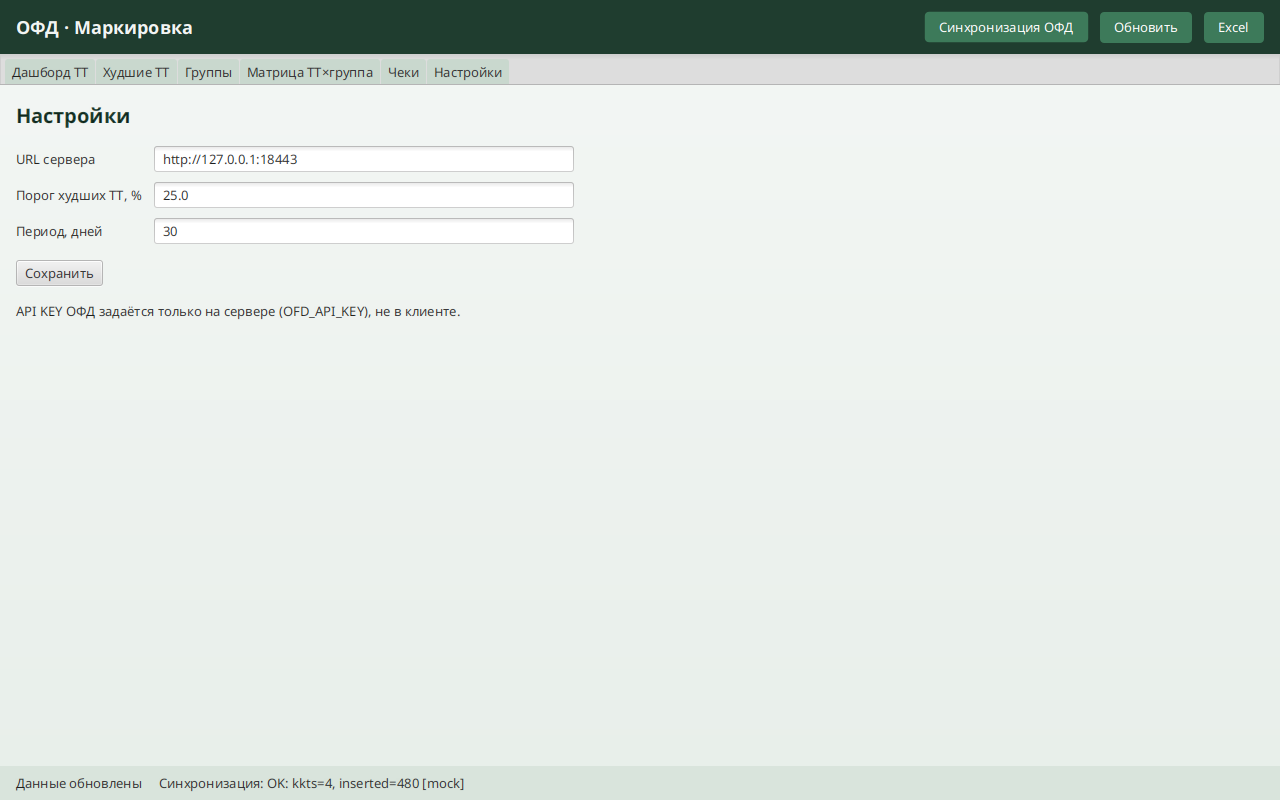 ОФД · Маркировка
Синхронизация ОФД
Обновить
Excel
Дашборд ТТ
Худшие ТТ
Группы
Матрица ТТ×группа
Чеки
Настройки
Настройки
URL сервера
http://127.0.0.1:18443
Порог худших ТТ, %
25.0
Период, дней
30
Сохранить
API KEY ОФД задаётся только на сервере (OFD_API_KEY), не в клиенте.
Данные обновлены
Синхронизация: OK: kkts=4, inserted=480 [mock]